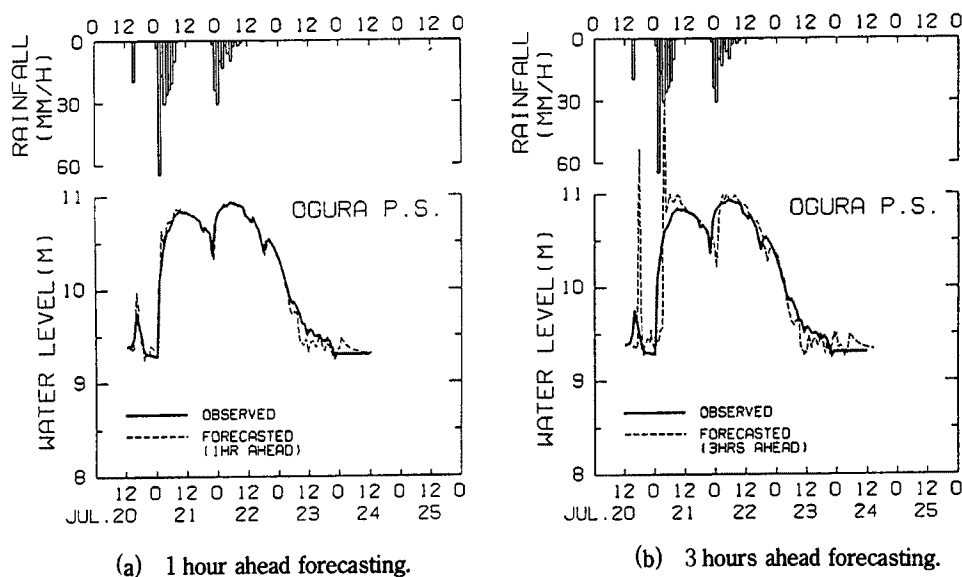 0 12 0 12 0 12 0 12 0 12 0
0
30
60
RAINFALL
(MM/H)
11
10
9
8
WATER LEVEL(M)
OGURA P.S.
OBSERVED
FORECASTED
(1HR AHEAD)
12 0 12 0 12 0 12 0 12 0
JUL.20 21 22 23 24 25
(a) 1 hour ahead forecasting.
0 12 0 12 0 12 0 12 0 12 0
0
30
60
RAINFALL
(MM/H)
11
10
9
8
WATER LEVEL(M)
OGURA P.S.
OBSERVED
FORECASTED
(3HRS AHEAD)
12 0 12 0 12 0 12 0 12 0
JUL.20 21 22 23 24 25
(b) 3 hours ahead forecasting.